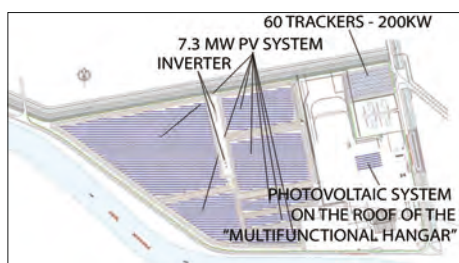 60 TRACKERS - 200KW
7.3 MW PV SYSTEM
INVERTER
PHOTOVOLTAIC SYSTEM
ON THE ROOF OF THE
"MULTIFUNCTIONAL HANGAR"